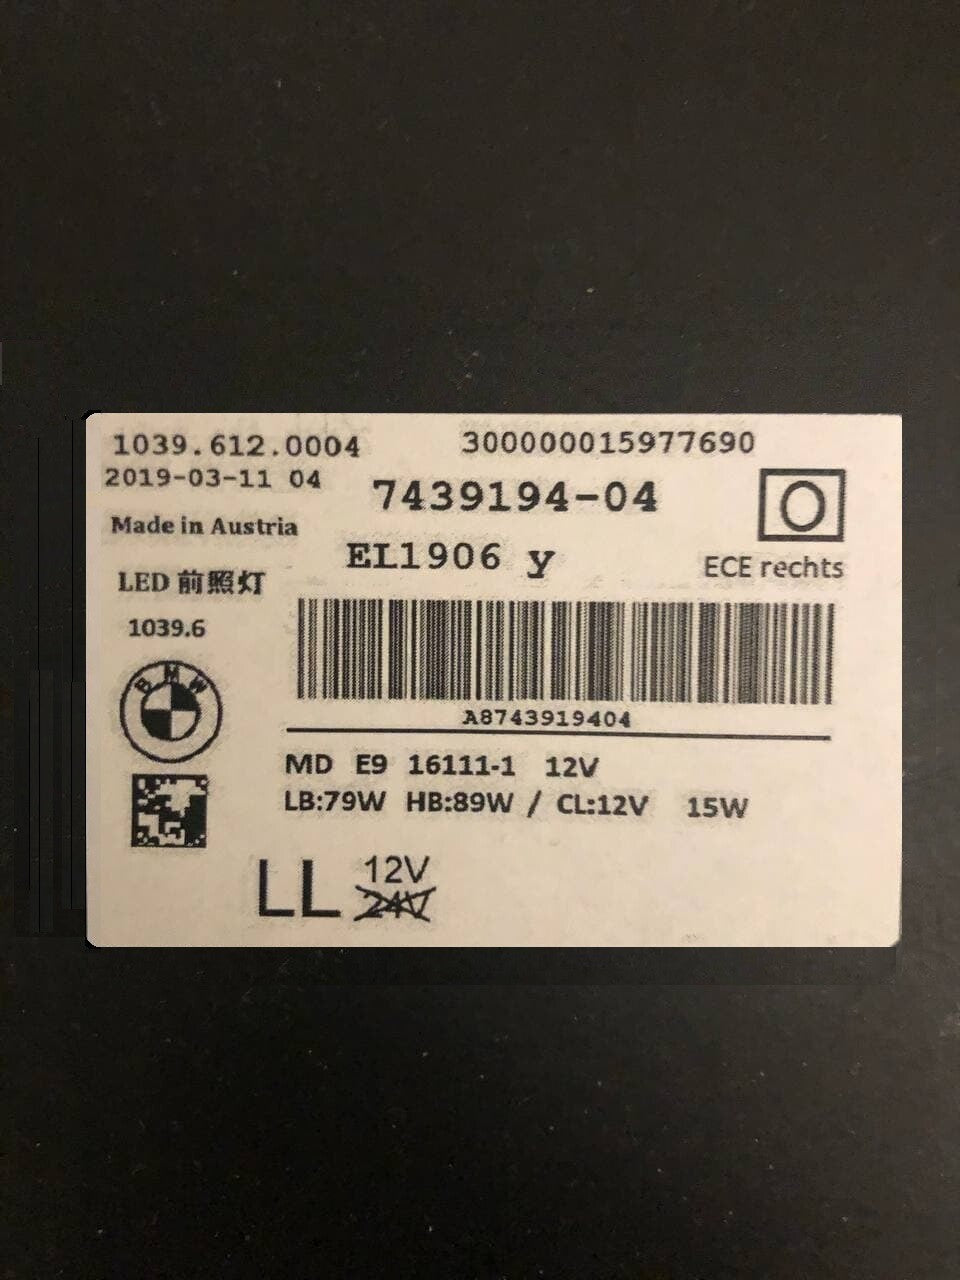 1039.612.0004 300000015977690
2019-03-11 04
7439194-04
O
Made in Austria
EL1906 y
ECE rechts
LED 前照灯
1039.6
BMW
A8743919404
MD E9 16111-1 12V
LB:79W HB:89W / CL:12V 15W
LL 12V
24V